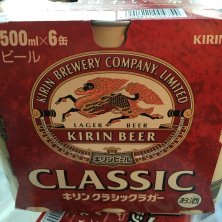 500ml×6缶
KIRIN
ビール
KIRIN BREWERY COMPANY, LIMITED
LAGER BEER
KIRIN BEER
キリンビール
CLASSIC
キリン クラシックラガー
お酒